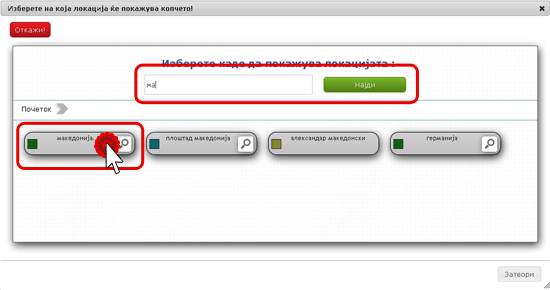 Изберете на која локација ќе покажува копчето!
Откажи!
Изберете каде да покажува локацијата :
ма
Најди
Почеток
македонија,
плоштад македонија
александар македонски
германија
Затвори